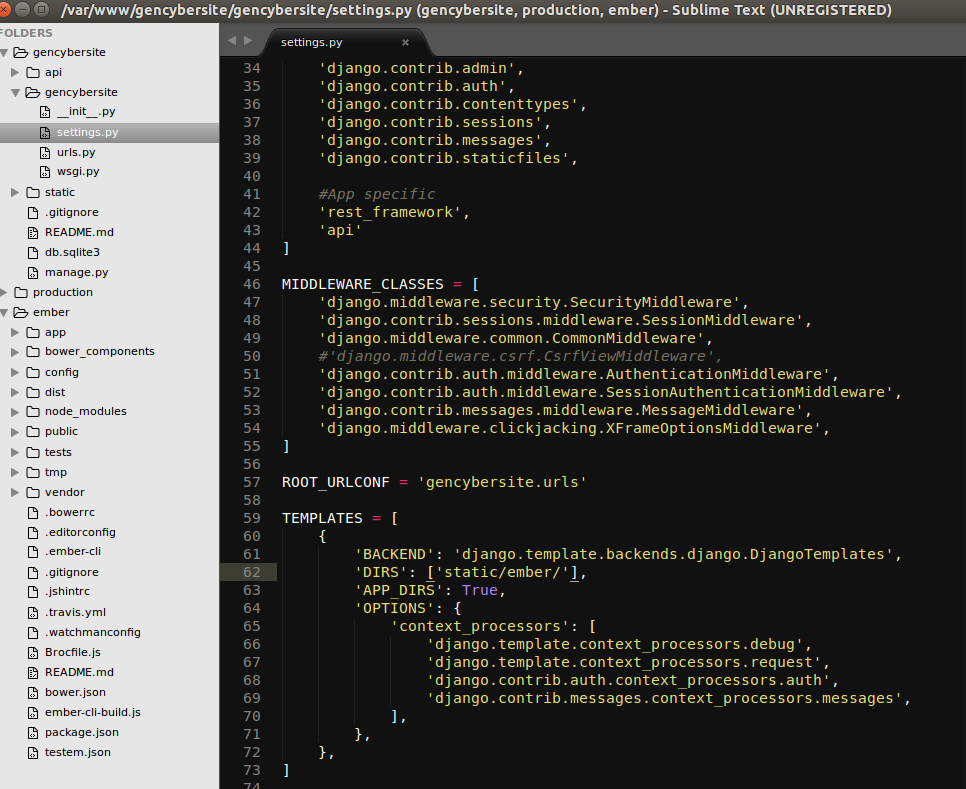 /var/www/gencybersite/gencybersite/settings.py (gencybersite, production, ember) - Sublime Text (UNREGISTERED)
FOLDERS
gencybersite
api
gencybersite
__init__.py
settings.py
urls.py
wsgi.py
static
.gitignore
README.md
db.sqlite3
manage.py
production
ember
app
bower_components
config
dist
node_modules
public
tests
tmp
vendor
.bowerrc
.editorconfig
.ember-cli
.gitignore
.jshintrc
.travis.yml
.watchmanconfig
Brocfile.js
README.md
bower.json
ember-cli-build.js
package.json
testem.json
settings.py ×
34 'django.contrib.admin',
35 'django.contrib.auth',
36 'django.contrib.contenttypes',
37 'django.contrib.sessions',
38 'django.contrib.messages',
39 'django.contrib.staticfiles',
40
41 #App specific
42 'rest_framework',
43 'api'
44 ]
45
46 MIDDLEWARE_CLASSES = [
47 'django.middleware.security.SecurityMiddleware',
48 'django.contrib.sessions.middleware.SessionMiddleware',
49 'django.middleware.common.CommonMiddleware',
50 #'django.middleware.csrf.CsrfViewMiddleware',
51 'django.contrib.auth.middleware.AuthenticationMiddleware',
52 'django.contrib.auth.middleware.SessionAuthenticationMiddleware',
53 'django.contrib.messages.middleware.MessageMiddleware',
54 'django.middleware.clickjacking.XFrameOptionsMiddleware',
55 ]
56
57 ROOT_URLCONF = 'gencybersite.urls'
58
59 TEMPLATES = [
60 {
61 'BACKEND': 'django.template.backends.django.DjangoTemplates',
62 'DIRS': ['static/ember/'],
63 'APP_DIRS': True,
64 'OPTIONS': {
65 'context_processors': [
66 'django.template.context_processors.debug',
67 'django.template.context_processors.request',
68 'django.contrib.auth.context_processors.auth',
69 'django.contrib.messages.context_processors.messages',
70 ],
71 },
72 },
73 ]
74